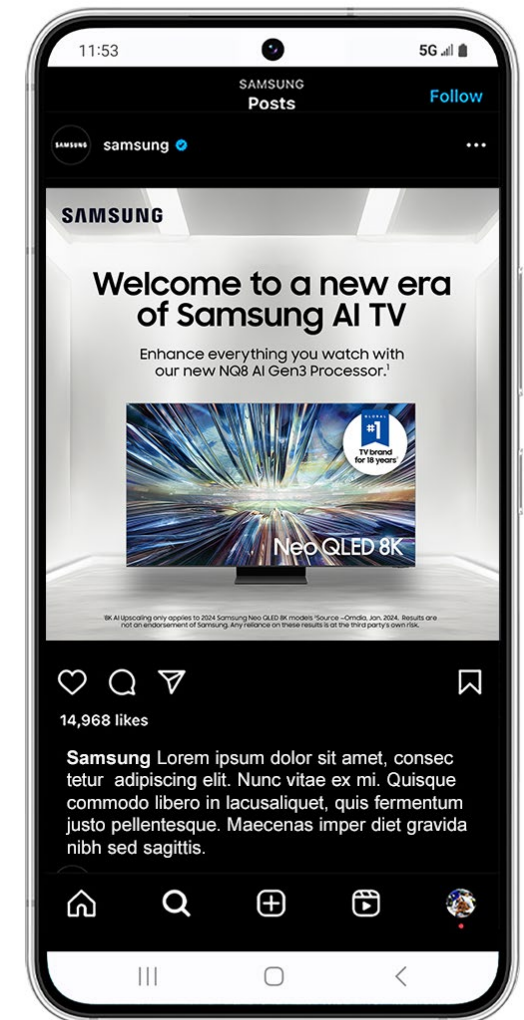 11:53
5G
SAMSUNG
Posts
Follow
SAMSUNG
samsung
SAMSUNG
Welcome to a new era
of Samsung AI TV
Enhance everything you watch with
our new NQ8 AI Gen3 Processor.¹
GLOBAL
#1
TV brand
for 18 years²
Neo QLED 8K
¹8K AI Upscaling only applies to 2024 Samsung Neo QLED 8K models ²Source –Omdia, Jan. 2024. Results are
not an endorsement of Samsung. Any reliance on these results is at the third party's own risk.
14,968 likes
Samsung Lorem ipsum dolor sit amet, consec
tetur adipiscing elit. Nunc vitae ex mi. Quisque
commodo libero in lacusaliquet, quis fermentum
justo pellentesque. Maecenas imper diet gravida
nibh sed sagittis.